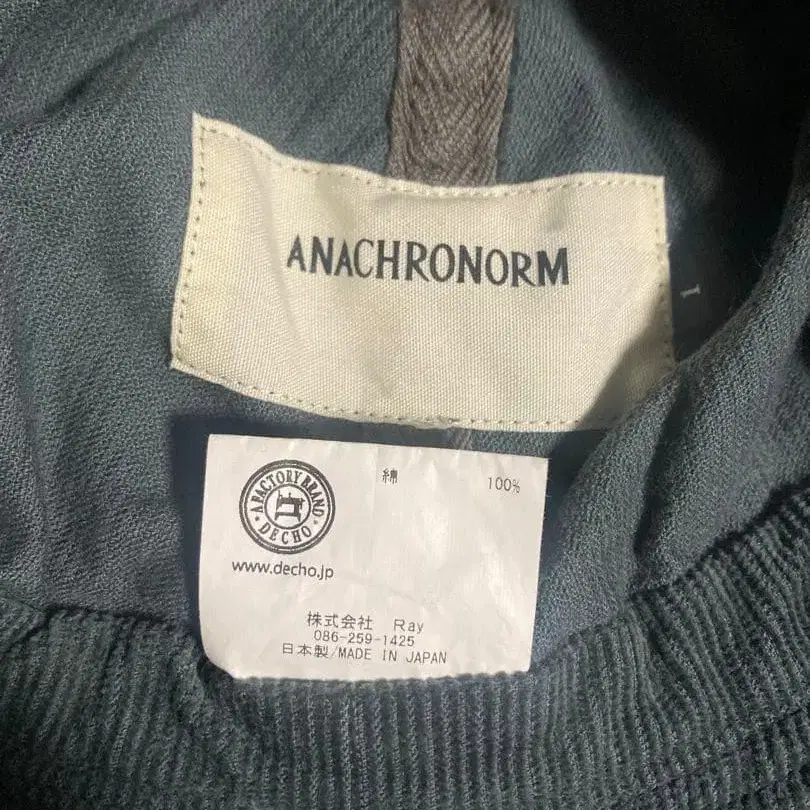 ANACHRONORM
I
A FACTORY BRAND
DECHO
www.decho.jp
綿 100%
株式会社 Ray
086-259-1425
日本製/MADE IN JAPAN